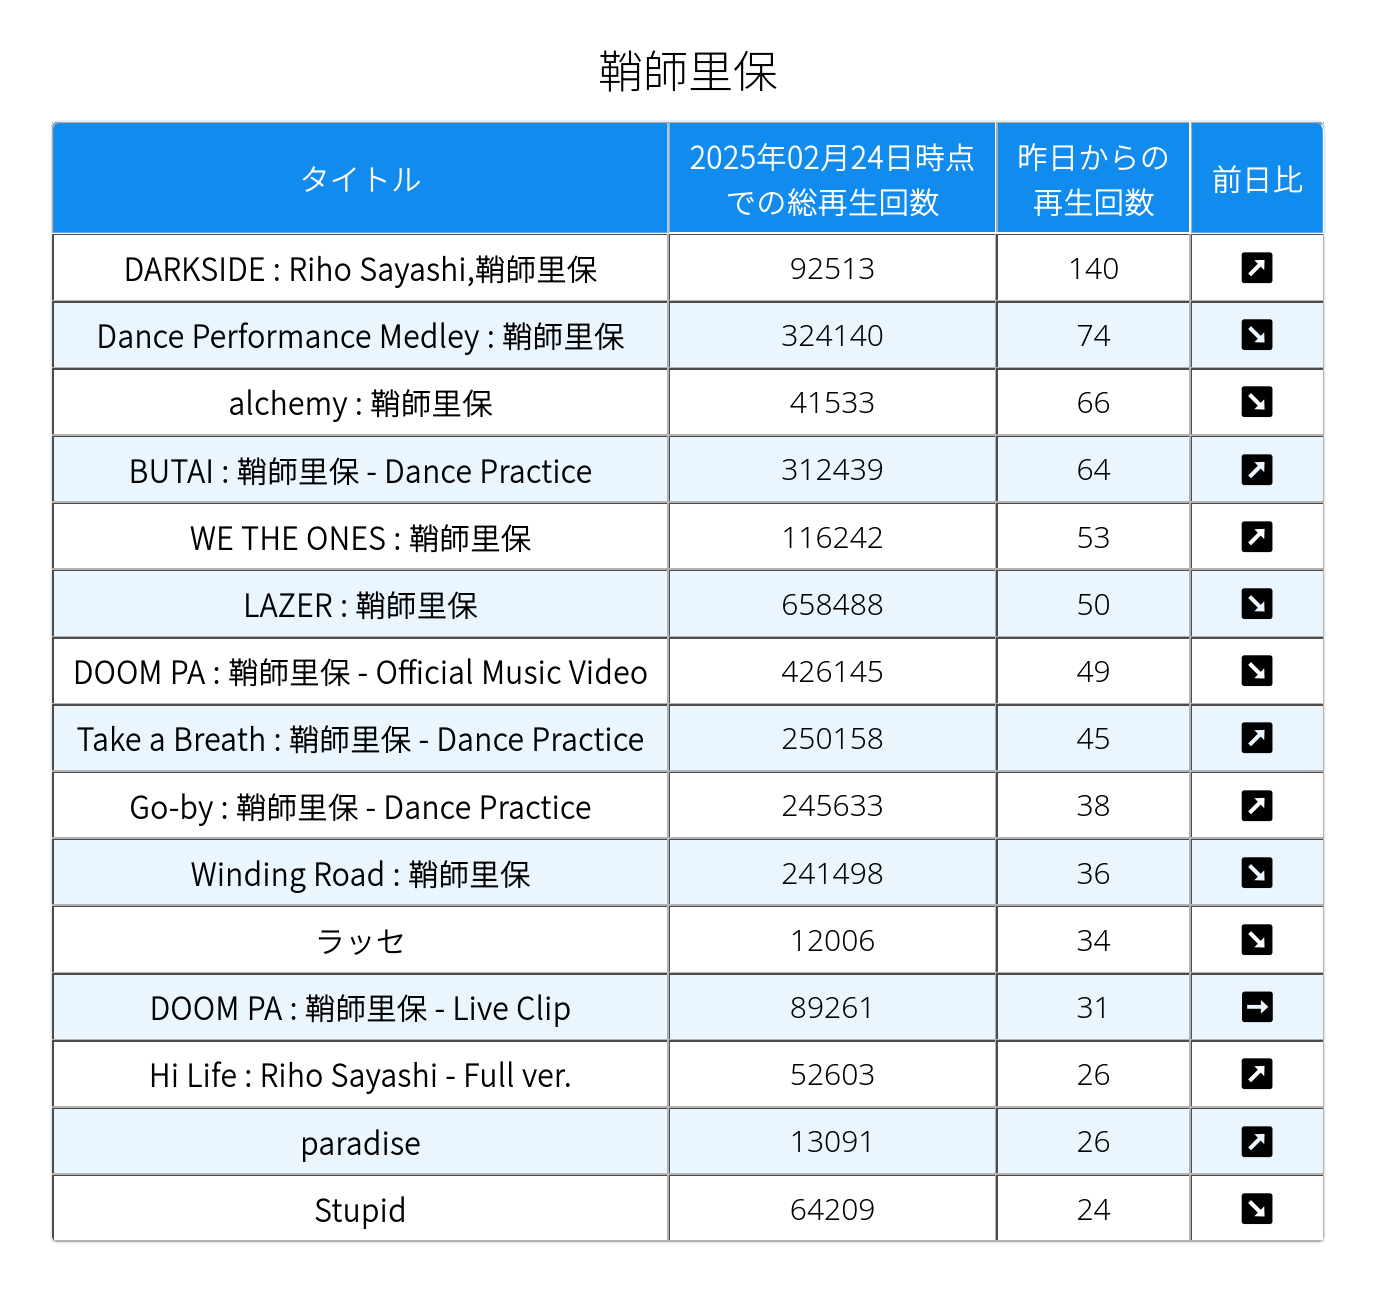 鞘師里保
タイトル
2025年02月24日時点
での総再生回数
昨日からの
再生回数
前日比
DARKSIDE : Riho Sayashi,鞘師里保 92513 140 ↗
Dance Performance Medley : 鞘師里保 324140 74 ↘
alchemy : 鞘師里保 41533 66 ↘
BUTAI : 鞘師里保 - Dance Practice 312439 64 ↗
WE THE ONES : 鞘師里保 116242 53 ↗
LAZER : 鞘師里保 658488 50 ↘
DOOM PA : 鞘師里保 - Official Music Video 426145 49 ↘
Take a Breath : 鞘師里保 - Dance Practice 250158 45 ↗
Go-by : 鞘師里保 - Dance Practice 245633 38 ↗
Winding Road : 鞘師里保 241498 36 ↘
ラッセ 12006 34 ↘
DOOM PA : 鞘師里保 - Live Clip 89261 31 →
Hi Life : Riho Sayashi - Full ver. 52603 26 ↗
paradise 13091 26 ↗
Stupid 64209 24 ↘